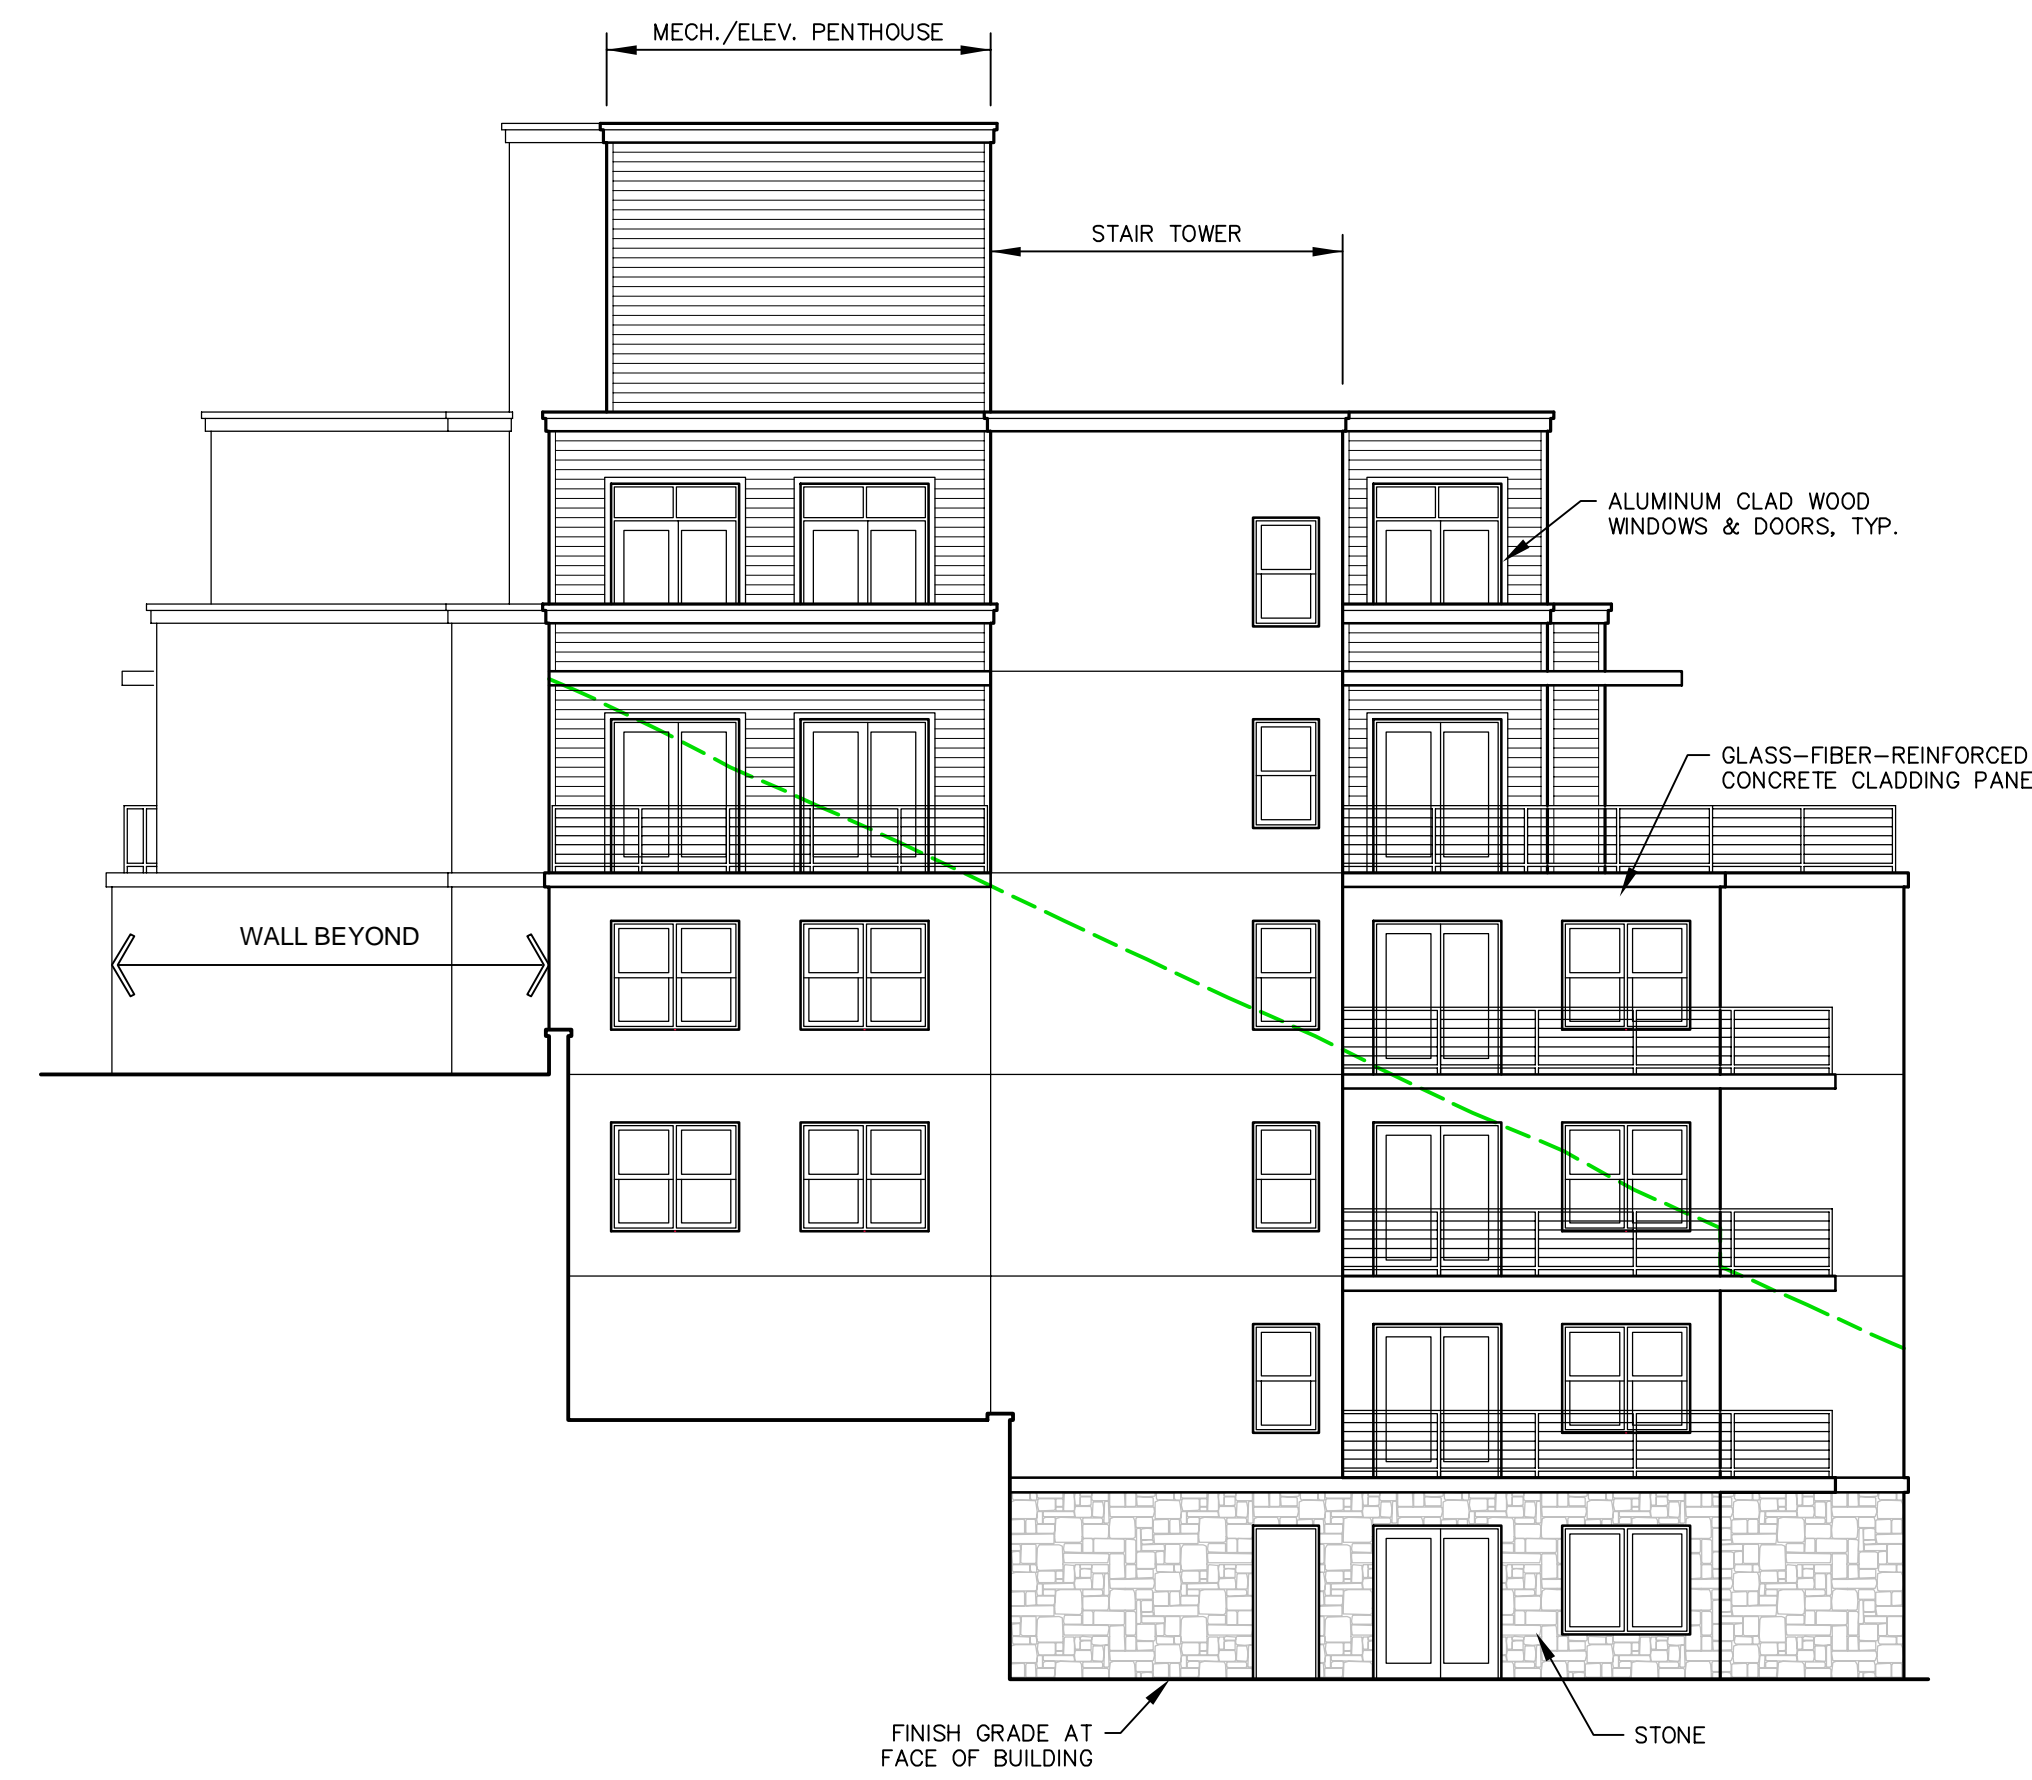 MECH./ELEV. PENTHOUSE
STAIR TOWER
ALUMINUM CLAD WOOD
WINDOWS & DOORS, TYP.
GLASS-FIBER-REINFORCED
CONCRETE CLADDING PANE
WALL BEYOND
FINISH GRADE AT
FACE OF BUILDING
STONE